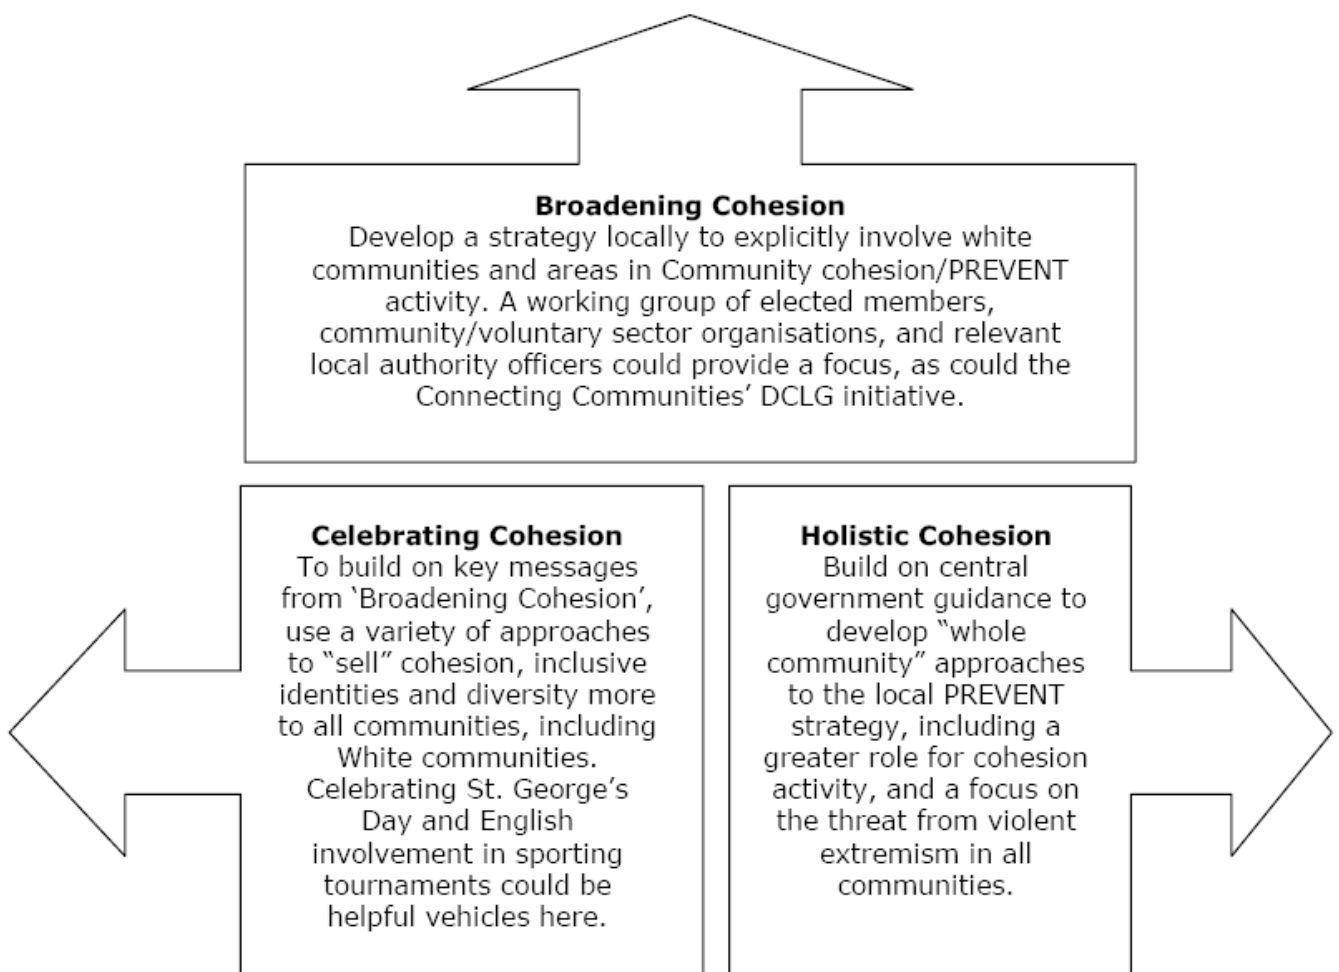 Broadening Cohesion
Develop a strategy locally to explicitly involve white
communities and areas in Community cohesion/PREVENT
activity. A working group of elected members,
community/voluntary sector organisations, and relevant
local authority officers could provide a focus, as could the
Connecting Communities’ DCLG initiative.
Celebrating Cohesion
To build on key messages
from ‘Broadening Cohesion’,
use a variety of approaches
to “sell” cohesion, inclusive
identities and diversity more
to all communities, including
White communities.
Celebrating St. George’s
Day and English
involvement in sporting
tournaments could be
helpful vehicles here.
Holistic Cohesion
Build on central
government guidance to
develop “whole
community” approaches
to the local PREVENT
strategy, including a
greater role for cohesion
activity, and a focus on
the threat from violent
extremism in all
communities.